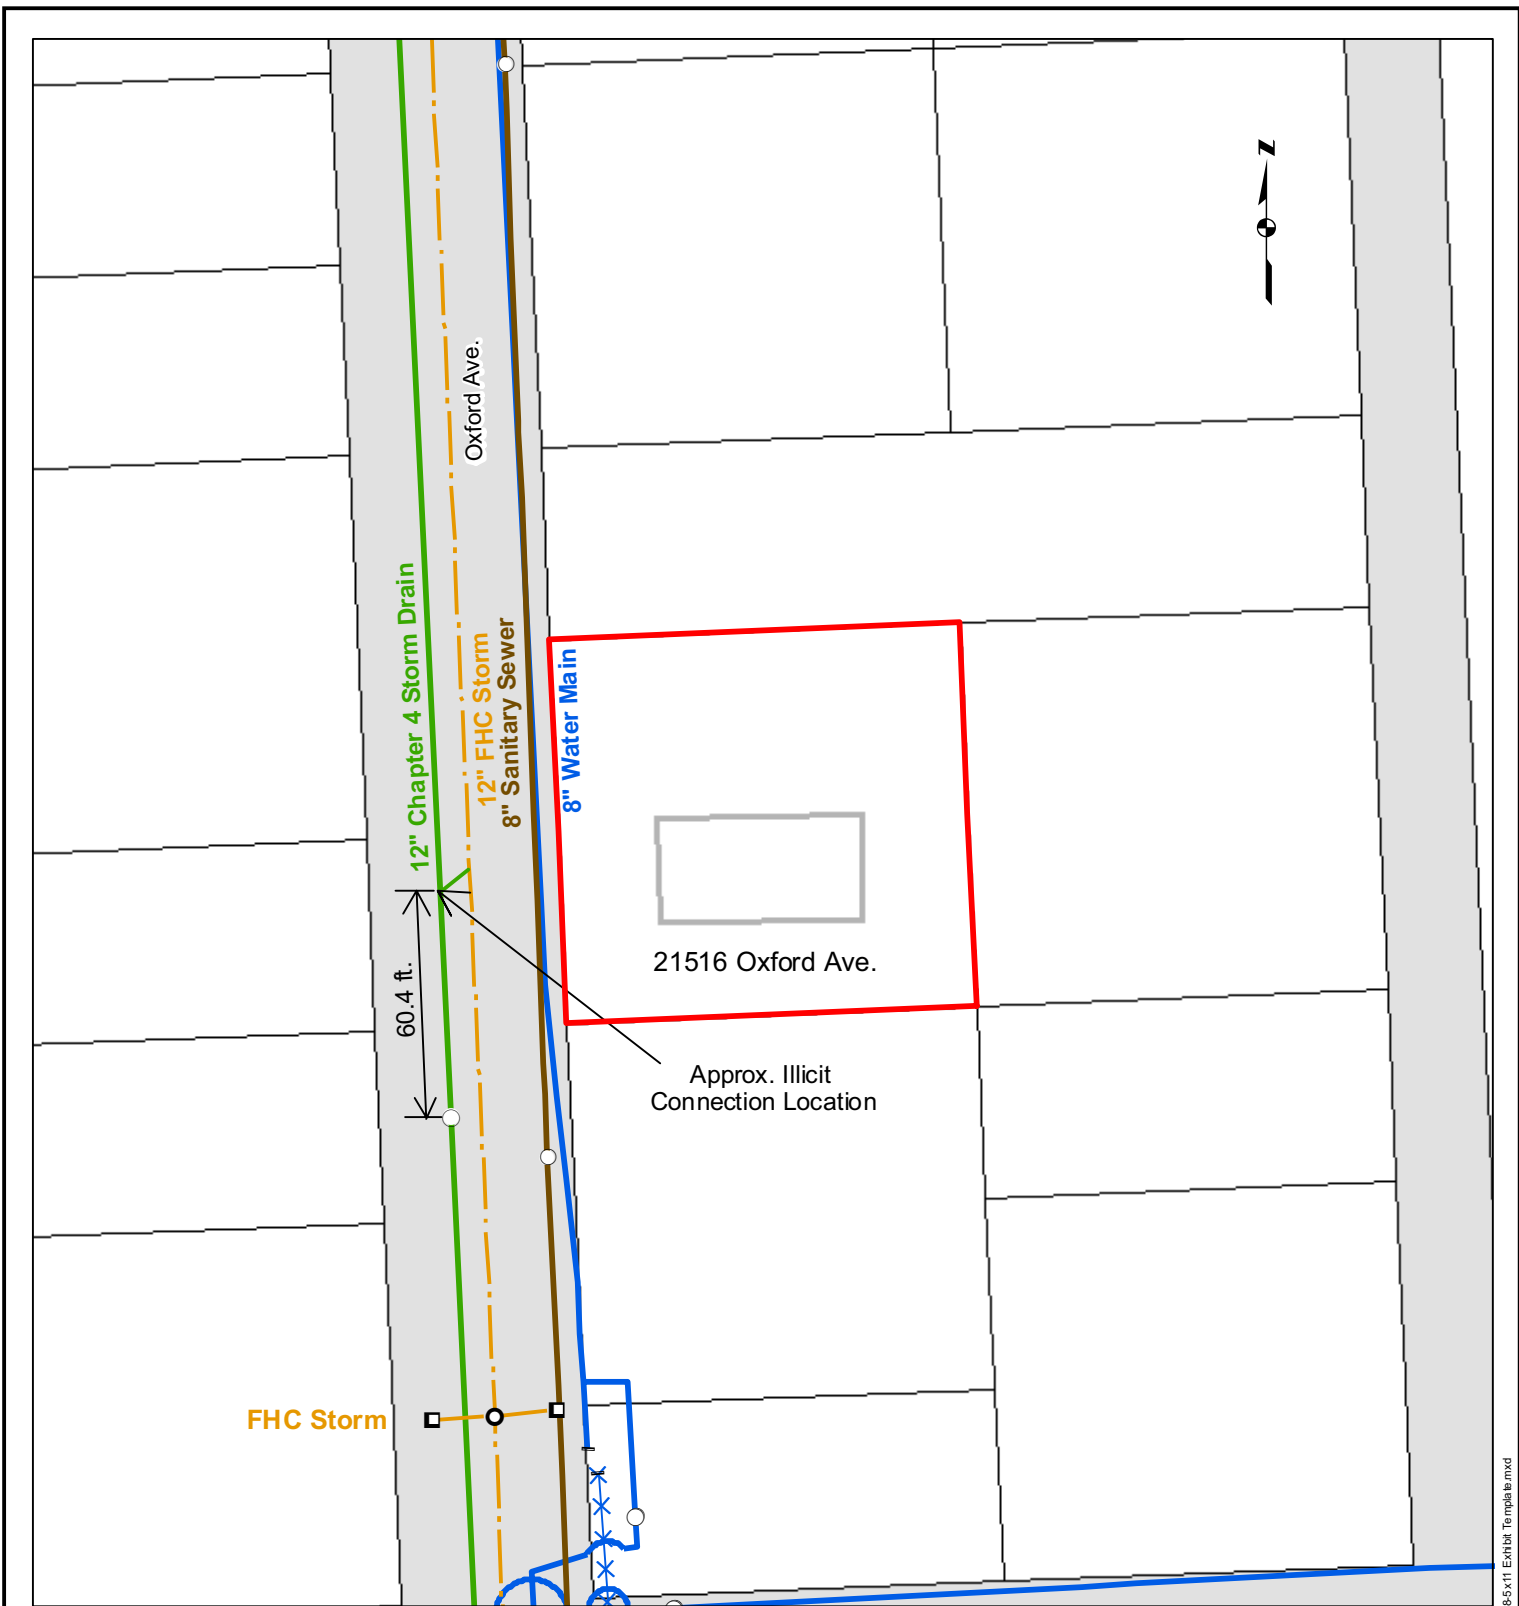 N
Oxford Ave.
12" Chapter 4 Storm Drain
12" FHC Storm
8" Sanitary Sewer
8" Water Main
21516 Oxford Ave.
60.4 ft.
Approx. Illicit
Connection Location
FHC Storm
8-5x11 Exhibit Template.mxd